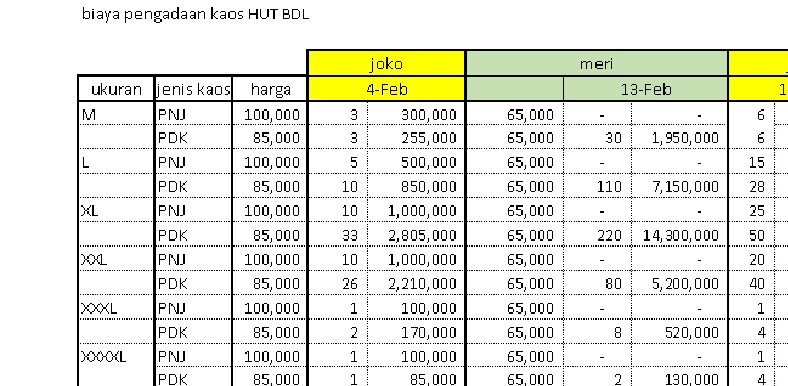 biaya pengadaan kaos HUT BDL
joko meri
ukuran jenis kaos harga 4-Feb 13-Feb 1
M PNJ 100,000 3 300,000 65,000 - - 6
PDK 85,000 3 255,000 65,000 30 1,950,000 6
L PNJ 100,000 5 500,000 65,000 - - 15
PDK 85,000 10 850,000 65,000 110 7,150,000 28
XL PNJ 100,000 10 1,000,000 65,000 - - 25
PDK 85,000 33 2,805,000 65,000 220 14,300,000 50
XXL PNJ 100,000 10 1,000,000 65,000 - - 20
PDK 85,000 26 2,210,000 65,000 80 5,200,000 40
XXXL PNJ 100,000 1 100,000 65,000 - - 1
PDK 85,000 2 170,000 65,000 8 520,000 4
XXXXL PNJ 100,000 1 100,000 65,000 - - 1
PDK 85,000 1 85,000 65,000 2 130,000 4